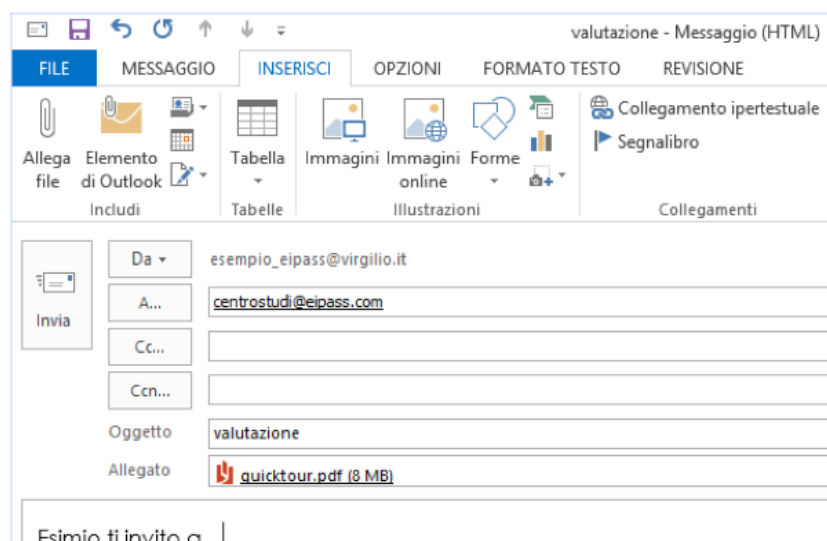 valutazione - Messaggio (HTML)
FILE MESSAGGIO INSERISCI OPZIONI FORMATO TESTO REVISIONE
Allega file
Elemento di Outlook
Tabella
Immagini
Immagini online
Forme
Collegamento ipertestuale
Segnalibro
Includi Tabelle Illustrazioni Collegamenti
Invia
Da esempio_eipass@virgilio.it
A... centrostudi@eipass.com
Cc...
Ccn...
Oggetto valutazione
Allegato quicktour.pdf (8 MB)
Esimio ti invito a